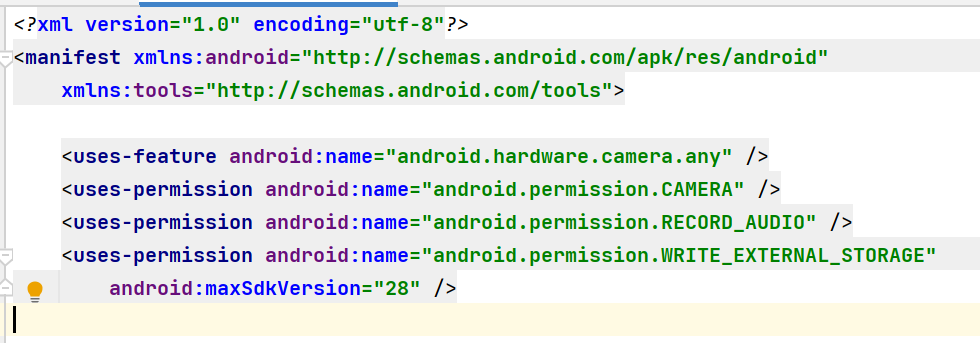 <?xml version="1.0" encoding="utf-8"?>
<manifest xmlns:android="http://schemas.android.com/apk/res/android"
    xmlns:tools="http://schemas.android.com/tools">

    <uses-feature android:name="android.hardware.camera.any" />
    <uses-permission android:name="android.permission.CAMERA" />
    <uses-permission android:name="android.permission.RECORD_AUDIO" />
    <uses-permission android:name="android.permission.WRITE_EXTERNAL_STORAGE"
        android:maxSdkVersion="28" />